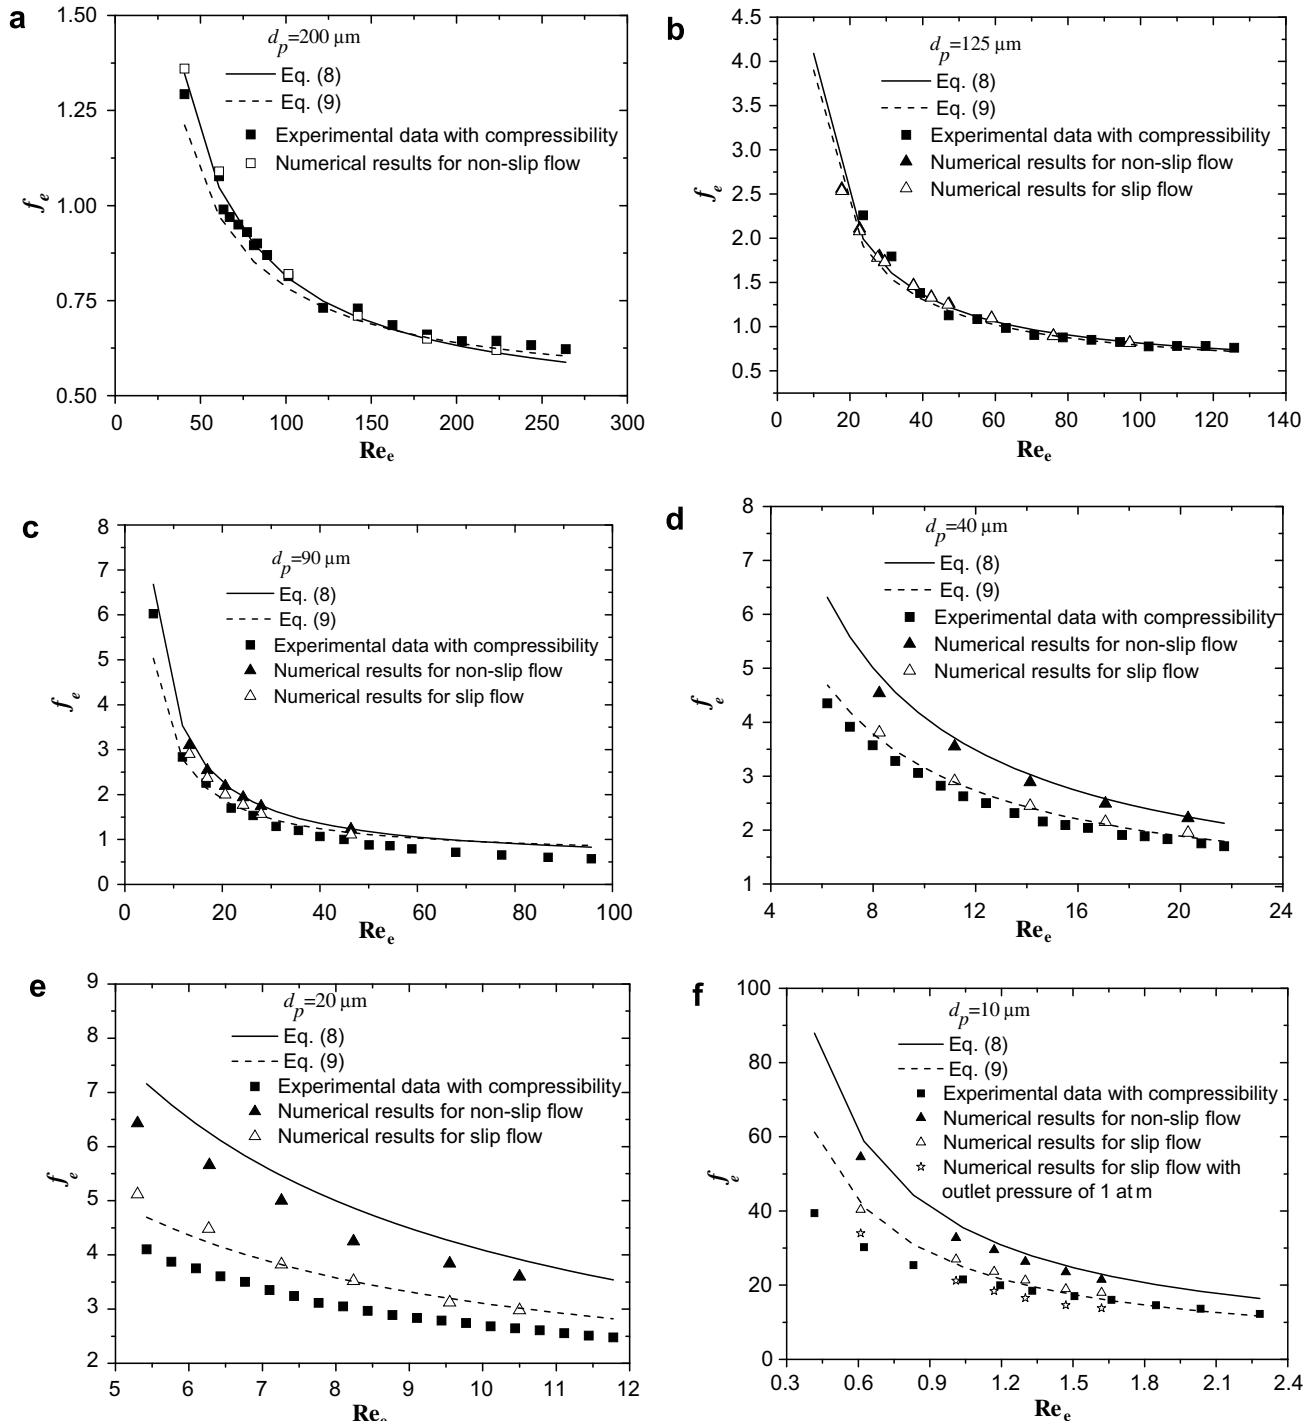 a
d_p=200 μm
Eq. (8)
Eq. (9)
Experimental data with compressibility
Numerical results for non-slip flow
f_e
1.50
1.25
1.00
0.75
0.50
0 50 100 150 200 250 300
Re_e
b
d_p=125 μm
Eq. (8)
Eq. (9)
Experimental data with compressibility
Numerical results for non-slip flow
Numerical results for slip flow
f_e
4.5
4.0
3.5
3.0
2.5
2.0
1.5
1.0
0.5
0 20 40 60 80 100 120 140
Re_e
c
d_p=90 μm
Eq. (8)
Eq. (9)
Experimental data with compressibility
Numerical results for non-slip flow
Numerical results for slip flow
f_e
8
7
6
5
4
3
2
1
0
0 20 40 60 80 100
Re_e
d
d_p=40 μm
Eq. (8)
Eq. (9)
Experimental data with compressibility
Numerical results for non-slip flow
Numerical results for slip flow
f_e
8
7
6
5
4
3
2
1
4 8 12 16 20 24
Re_e
e
d_p=20 μm
Eq. (8)
Eq. (9)
Experimental data with compressibility
Numerical results for non-slip flow
Numerical results for slip flow
f_e
9
8
7
6
5
4
3
2
5 6 7 8 9 10 11 12
Re_e
f
d_p=10 μm
Eq. (8)
Eq. (9)
Experimental data with compressibility
Numerical results for non-slip flow
Numerical results for slip flow
Numerical results for slip flow with
outlet pressure of 1 atm
f_e
100
80
60
40
20
0
0.3 0.6 0.9 1.2 1.5 1.8 2.1 2.4
Re_e